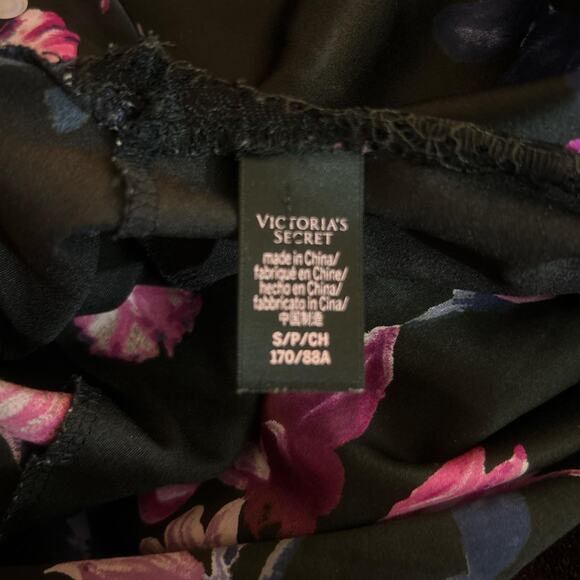 VICTORIA'S
SECRET
made in China/
fabriqué en Chine/
hecho en China/
fabbricato in Cina/
中国制造
S/P/CH
170/88A